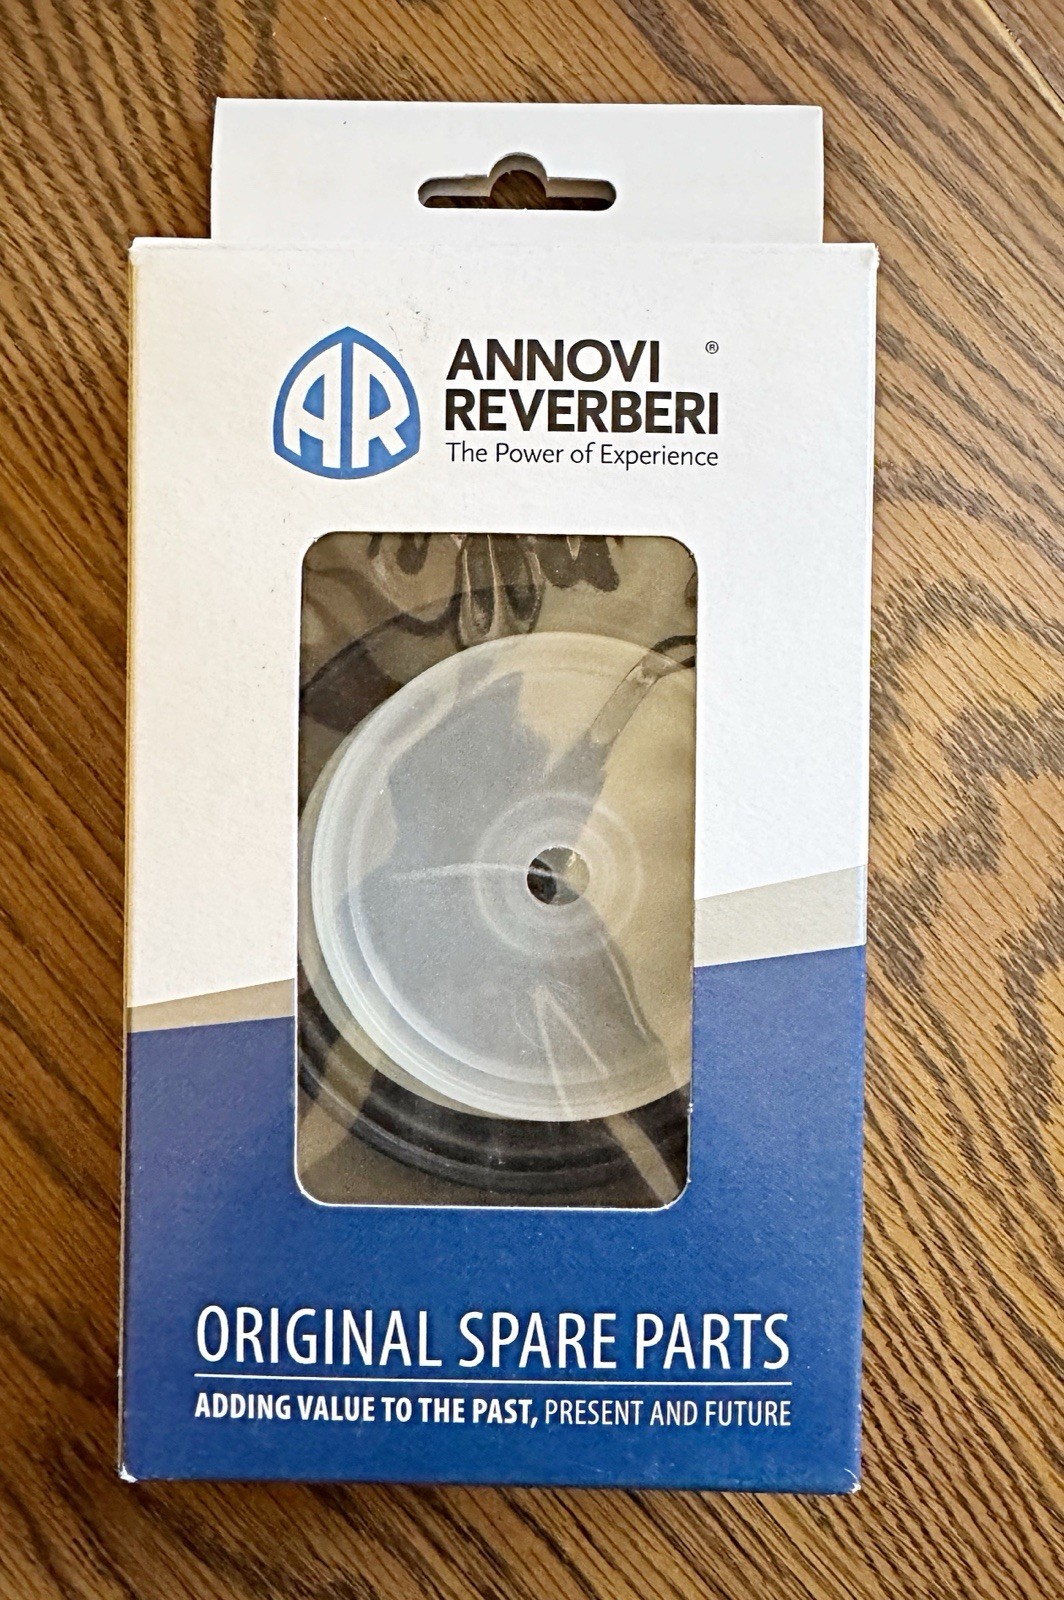 AR
ANNOVI ®
REVERBERI
The Power of Experience
ORIGINAL SPARE PARTS
ADDING VALUE TO THE PAST, PRESENT AND FUTURE